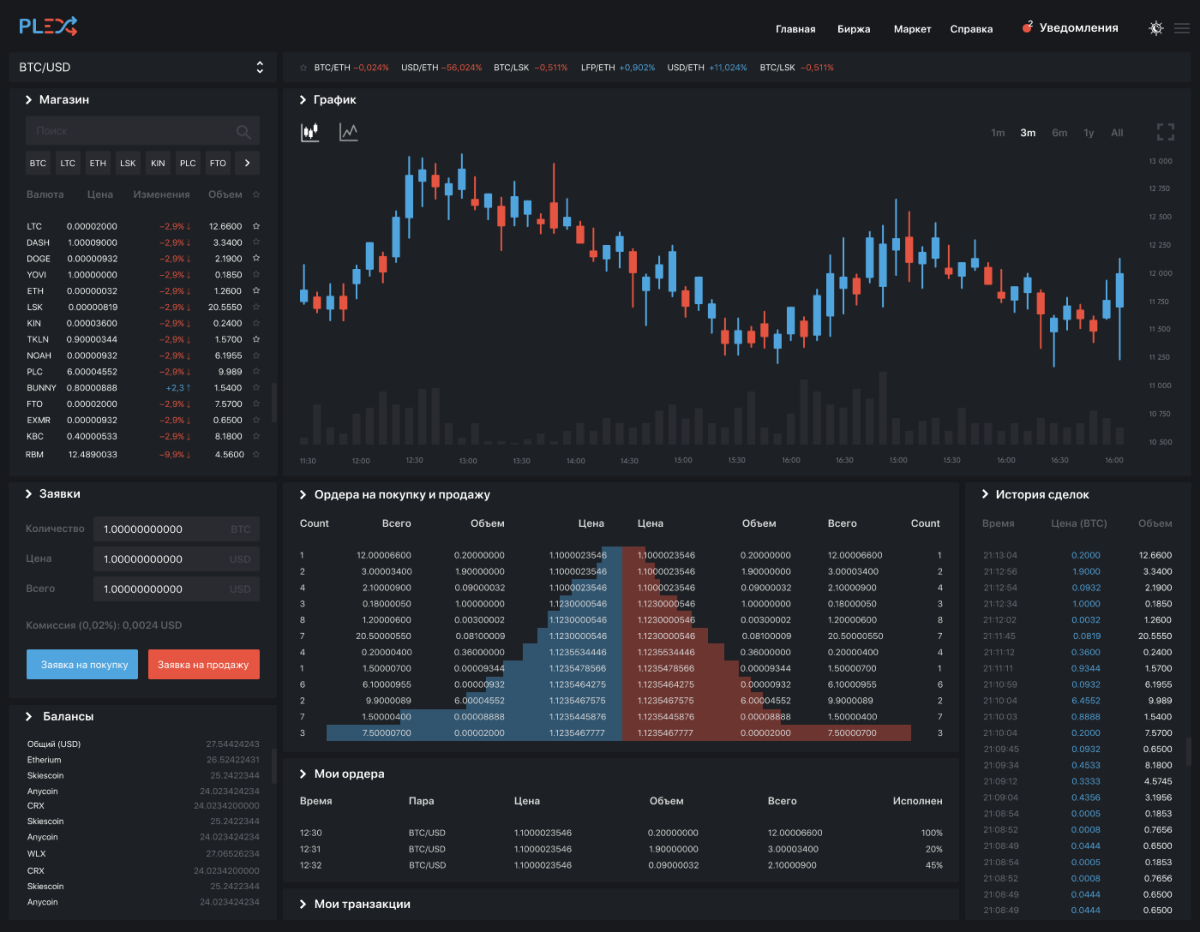 PLEX
Главная Биржа Маркет Справка 2 Уведомления
BTC/USD
BTC/ETH −0,024% USD/ETH −56,024% BTC/LSK −0,511% LFP/ETH +0,902% USD/ETH +11,024% BTC/LSK −0,511%
Магазин
Поиск
BTC LTC ETH LSK KIN PLC FTO
Валюта Цена Изменения Объем
LTC 0.00002000 −2,9%↓ 12.6600
DASH 1.00009000 −2,9%↓ 3.3400
DOGE 0.00000932 −2,9%↓ 2.1900
YOVI 1.00000000 −2,9%↓ 0.1850
ETH 0.00000032 −2,9%↓ 1.2600
LSK 0.00000819 −2,9%↓ 20.5550
KIN 0.00003600 −2,9%↓ 0.2400
TKLN 0.90000344 −2,9%↓ 1.5700
NOAH 0.00000932 −2,9%↓ 6.1955
PLC 6.00004552 −2,9%↓ 9.989
BUNNY 0.80000888 +2,3↑ 1.5400
FTO 0.00002000 −2,9%↓ 7.5700
EXMR 0.00000932 −2,9%↓ 0.6500
KBC 0.40000533 −2,9%↓ 8.1800
RBM 12.4890033 −9,9%↓ 4.5600
График
1m 3m 6m 1y All
13 000
12 750
12 500
12 250
12 000
11 750
11 500
11 250
11 000
10 750
10 500
11:30 12:00 12:30 13:00 13:30 14:00 14:30 15:00 15:30 16:00 16:30 15:00 15:30 16:00 16:30 16:00
Заявки
Количество 1.00000000000 BTC
Цена 1.00000000000 USD
Всего 1.00000000000 USD
Комиссия (0,02%): 0,0024 USD
Заявка на покупку Заявка на продажу
Балансы
Общий (USD) 27.54424243
Etherium 26.52422431
Skiescoin 25.2422344
Anycoin 24.023424234
CRX 24.0234200000
Skiescoin 25.2422344
Anycoin 24.023424234
WLX 27.06526234
CRX 24.0234200000
Skiescoin 25.2422344
Anycoin 24.023424234
Ордера на покупку и продажу
Count Всего Объем Цена Цена Объем Всего Count
1 12.00006600 0.20000000 1.1000023546 1.1000023546 0.20000000 12.00006600 1
2 3.00003400 1.90000000 1.1000023546 1.1000023546 1.90000000 3.00003400 2
4 2.10000900 0.09000032 1.1000023546 1.1000023546 0.09000032 2.10000900 4
3 0.18000050 1.00000000 1.1230000546 1.1230000546 1.00000000 0.18000050 3
8 1.20000600 0.00300002 1.1230000546 1.1230000546 0.00300002 1.20000600 8
7 20.50000550 0.08100009 1.1230000546 1.1230000546 0.08100009 20.50000550 7
4 0.20000400 0.36000000 1.1235534446 1.1235534446 0.36000000 0.20000400 4
1 1.50000700 0.00009344 1.1235478566 1.1235478566 0.00009344 1.50000700 1
6 6.10000955 0.00000932 1.1235464275 1.1235464275 0.00000932 6.10000955 6
2 9.9000089 6.00004552 1.1235467575 1.1235467575 6.00004552 9.9000089 2
7 1.50000400 0.00008888 1.1235445876 1.1235445876 0.00008888 1.50000400 7
3 7.50000700 0.00002000 1.1235467777 1.1235467777 0.00002000 7.50000700 3
Мои ордера
Время Пара Цена Объем Всего Исполнен
12:30 BTC/USD 1.1000023546 0.20000000 12.00006600 100%
12:31 BTC/USD 1.1000023546 1.90000000 3.00003400 20%
12:32 BTC/USD 1.1000023546 0.09000032 2.10000900 45%
Мои транзакции
История сделок
Время Цена (BTC) Объем
21:13:04 0.2000 12.6600
21:12:56 1.9000 3.3400
21:12:54 0.0932 2.1900
21:12:34 1.0000 0.1850
21:12:02 0.0032 1.2600
21:11:45 0.0819 20.5550
21:11:12 0.3600 0.2400
21:11:11 0.9344 1.5700
21:10:59 0.0932 6.1955
21:10:04 6.4552 9.989
21:10:03 0.8888 1.5400
21:10:04 0.2000 7.5700
21:09:45 0.0932 0.6500
21:09:34 0.4533 8.1800
21:09:12 0.3333 4.5745
21:09:04 0.4356 3.1956
21:08:54 0.0005 0.1853
21:08:52 0.0008 0.7656
21:08:49 0.0444 0.6500
21:08:54 0.0005 0.1853
21:08:52 0.0008 0.7656
21:08:49 0.0444 0.6500
21:08:49 0.0444 0.6500